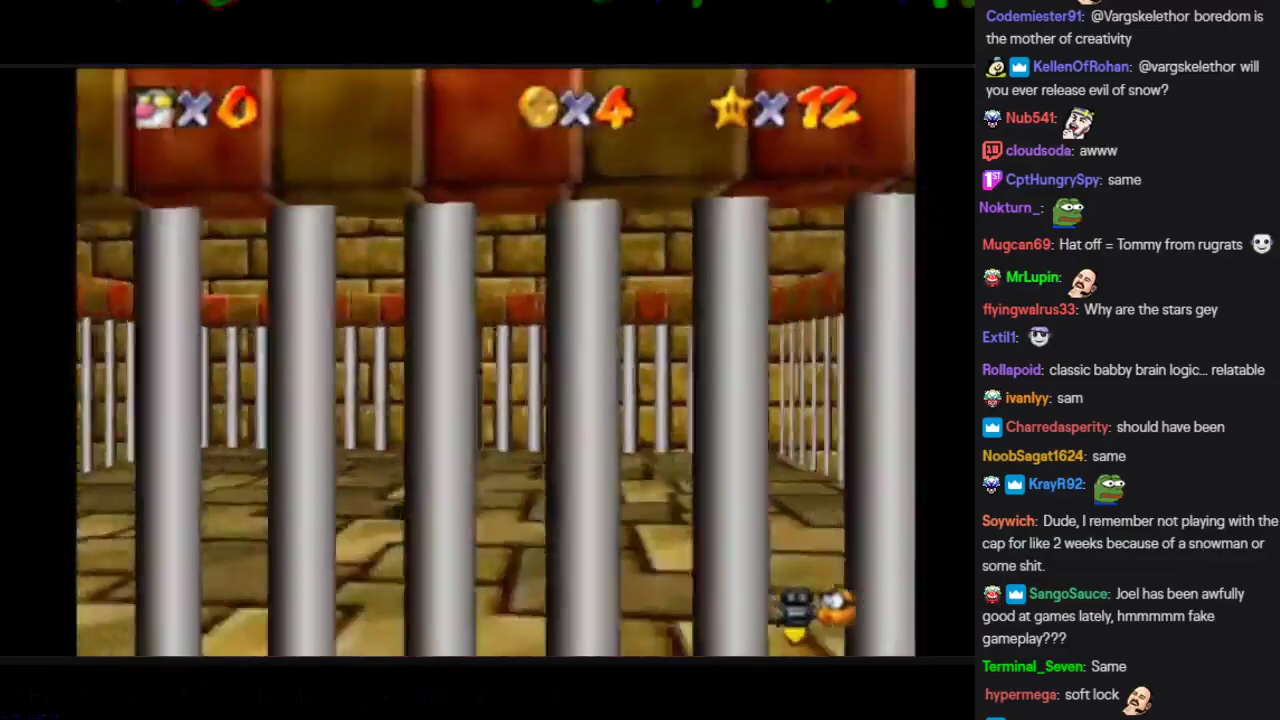 ×0
×4
×12
Codemiester91: @Vargskelethor boredom is
the mother of creativity
KellenOfRohan: @vargskelethor will
you ever release evil of snow?
Nub541:
18 cloudsoda: awww
1ST CptHungrySpy: same
Nokturn_:
Mugcan69: Hat off = Tommy from rugrats
MrLupin:
flyingwalrus33: Why are the stars gey
Extil1:
Rollapoid: classic babby brain logic... relatable
ivanlyy: sam
Charredasperity: should have been
NoobSagat1624: same
KrayR92:
Soywich: Dude, I remember not playing with the
cap for like 2 weeks because of a snowman or
some shit.
SangoSauce: Joel has been awfully
good at games lately, hmmmmm fake
gameplay???
Terminal_Seven: Same
hypermega: soft lock